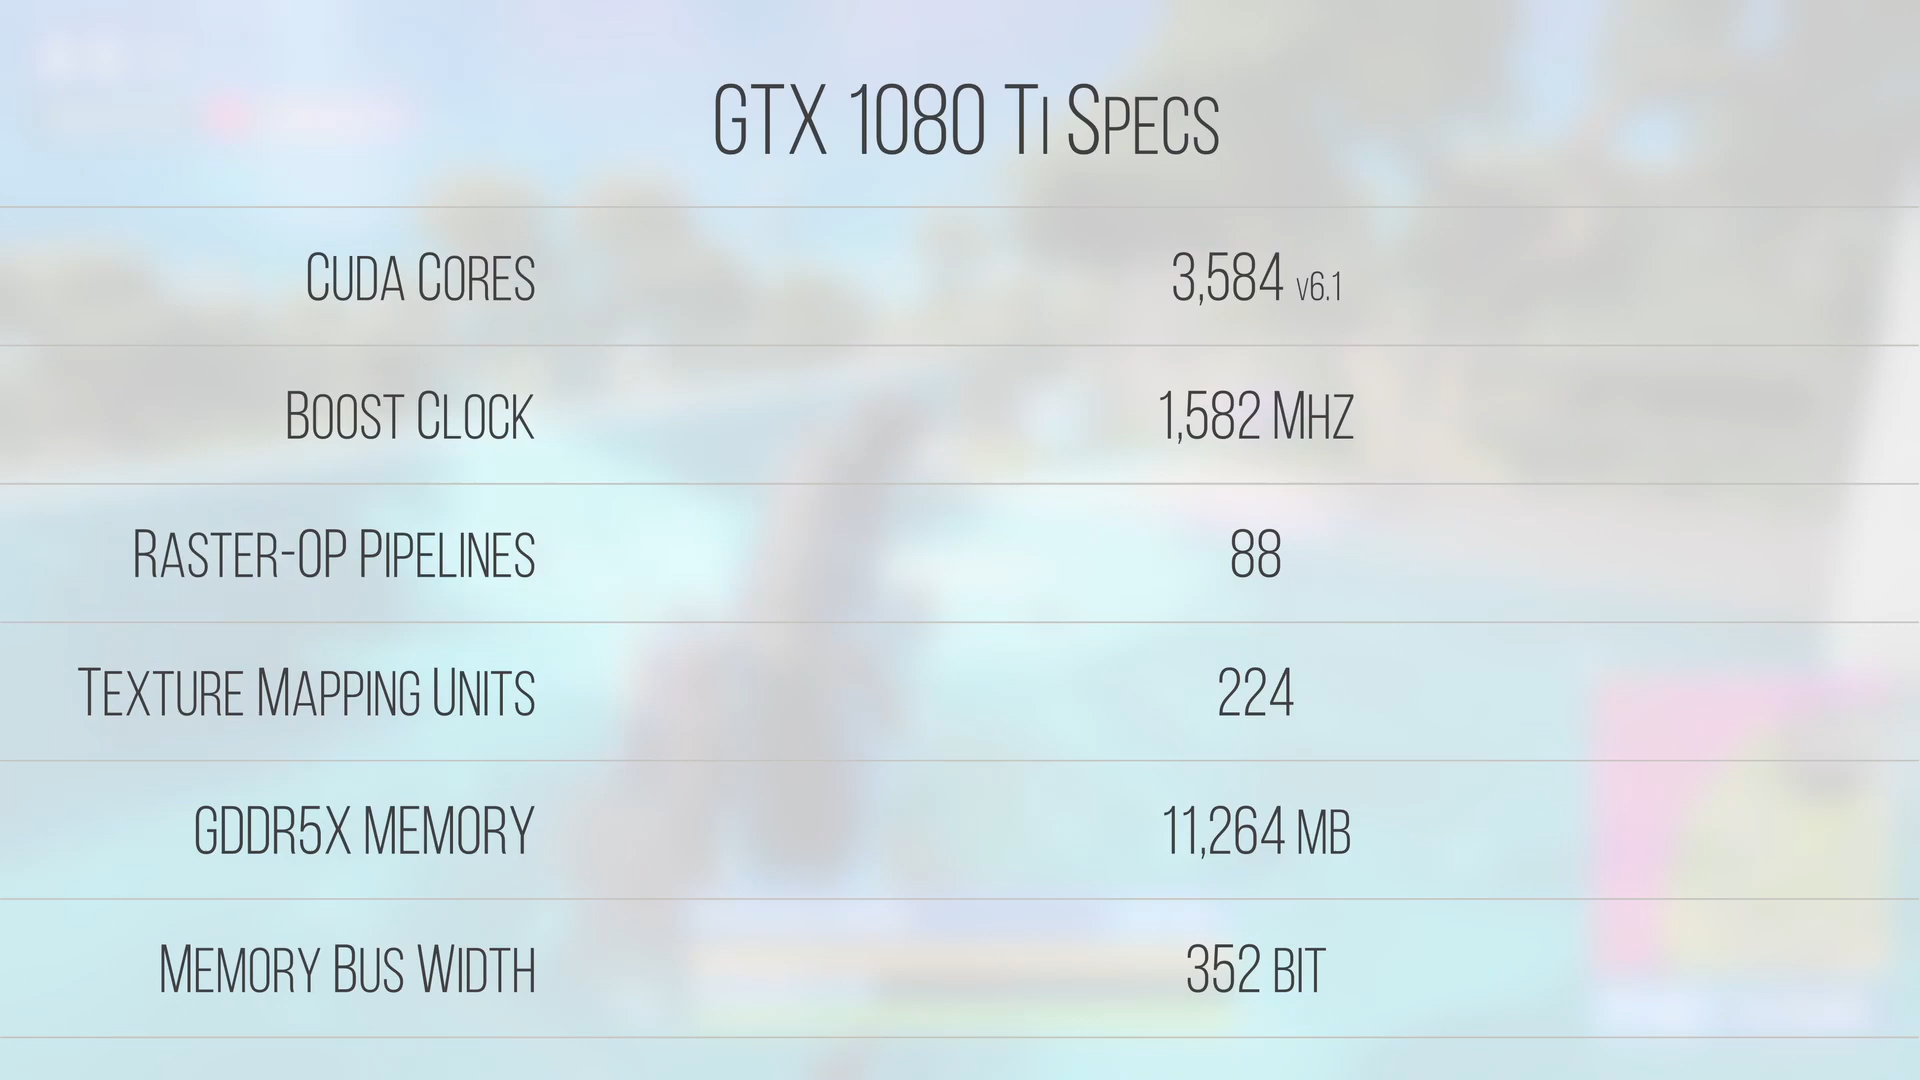 GTX 1080 Ti Specs
Cuda Cores 3,584 v6.1
Boost Clock 1,582 MHz
Raster-OP Pipelines 88
Texture Mapping Units 224
GDDR5X MEMORY 11,264 MB
Memory Bus Width 352 BIT